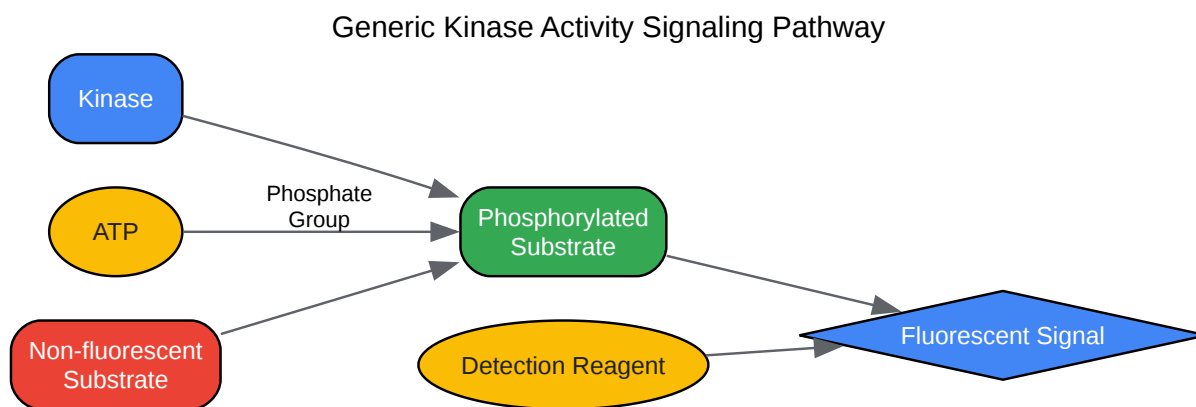 Generic Kinase Activity Signaling Pathway
Kinase
ATP
Phosphate
Group
Non-fluorescent
Substrate
Phosphorylated
Substrate
Detection Reagent
Fluorescent Signal